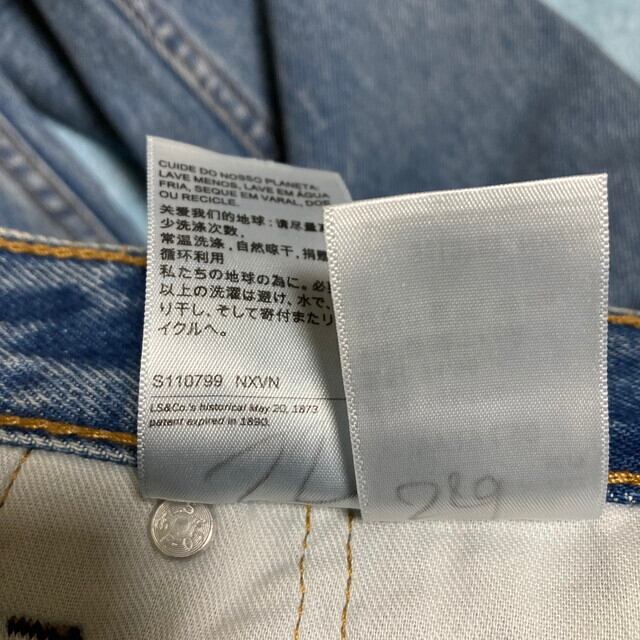 CUIDE DO NOSSO PLANETA:
LAVE MENOS, LAVE EM ÁGUA
FRIA, SEQUE EM VARAL, DOE
OU RECICLE.
关爱我们的地球:请尽量
少洗涤次数,
常温洗涤,自然晾干,捐赠
循环利用
私たちの地球の為に。必
以上の洗濯は避け、水で、
り干し、そして寄付またリ
イクルへ。
S110799 NXVN
LS&Co.'s historical May 20, 1873
patent expired in 1890.
289